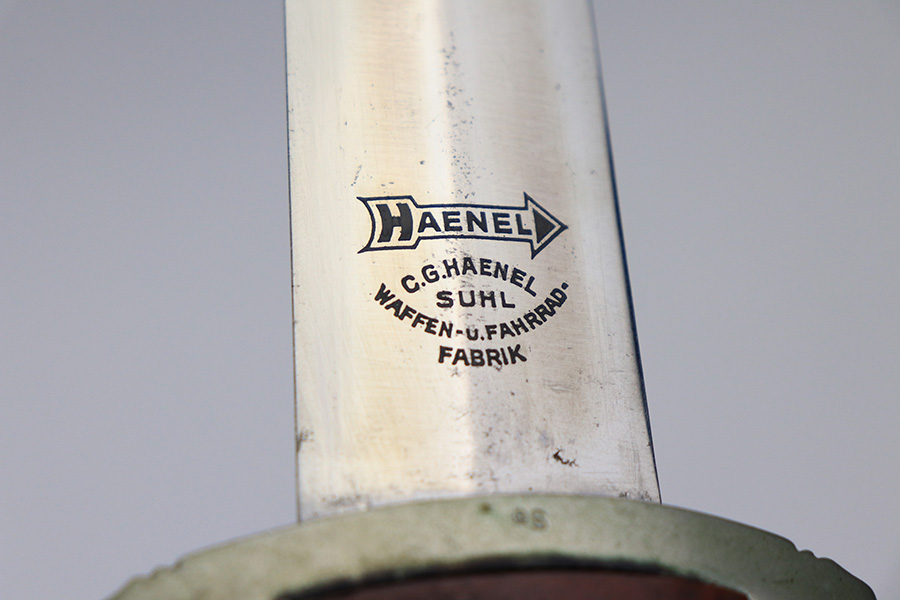 HAENEL
C.G.HAENEL
SUHL
WAFFEN-u.FAHRRAD-
FABRIK